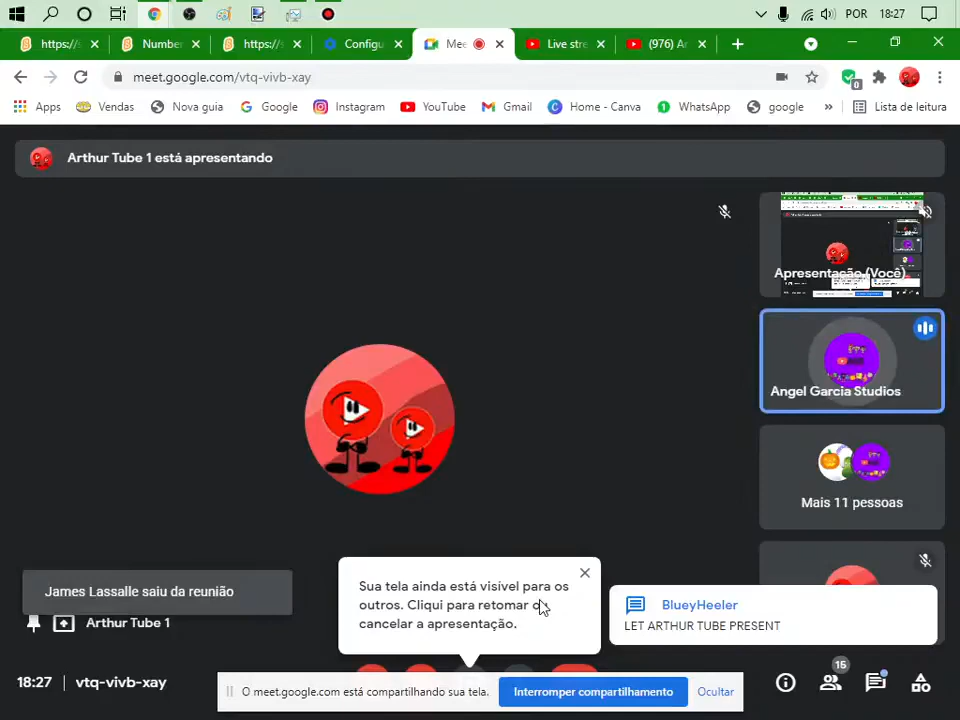 POR 18:27
https:/
Number
https:/
Configu
Mee
Live stre
(976) Ar
meet.google.com/vtq-vivb-xay
0
Apps Vendas Nova guia Google Instagram YouTube Gmail Home - Canva WhatsApp google » Lista de leitura
Arthur Tube 1 está apresentando
Apresentação (Você)
Angel Garcia Studios
Mais 11 pessoas
James Lassalle saiu da reunião
Arthur Tube 1
Sua tela ainda está visível para os
outros. Cliqui para retomar o
cancelar a apresentação.
BlueyHeeler
LET ARTHUR TUBE PRESENT
18:27 | vtq-vivb-xay
O meet.google.com está compartilhando sua tela. Interromper compartilhamento Ocultar
15